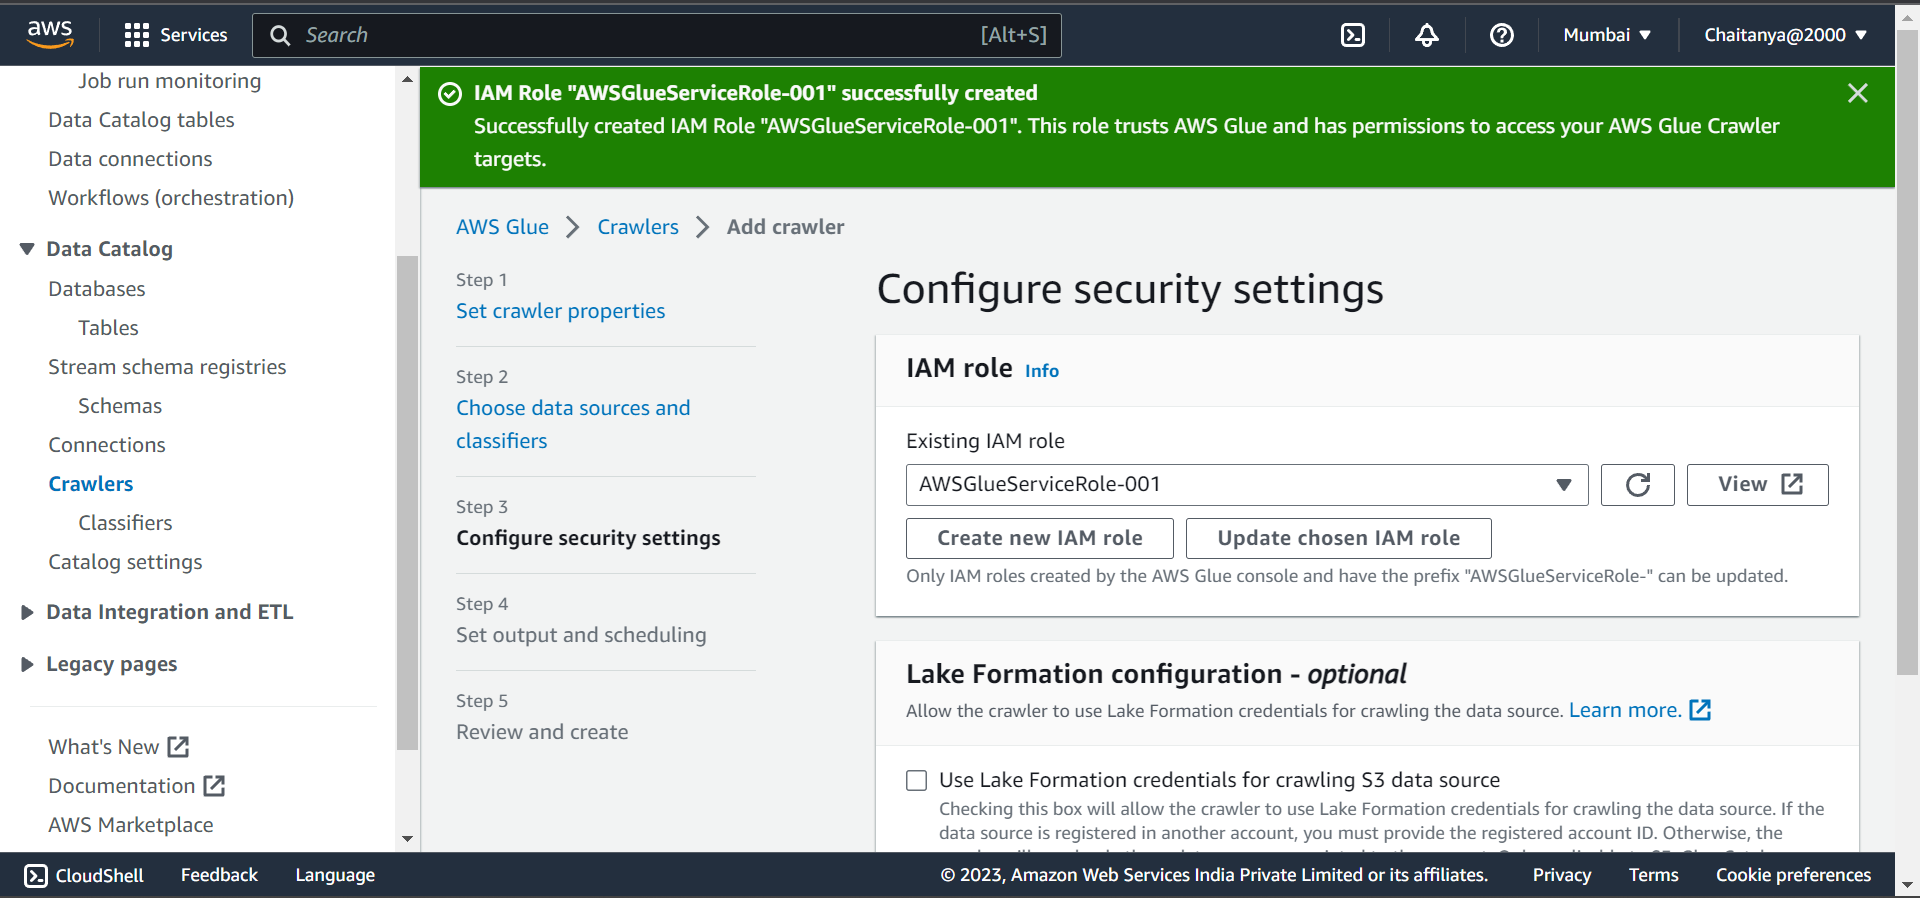 aws
Services
Search
[Alt+S]
Mumbai
Chaitanya@2000
Job run monitoring
Data Catalog tables
Data connections
Workflows (orchestration)
Data Catalog
Databases
Tables
Stream schema registries
Schemas
Connections
Crawlers
Classifiers
Catalog settings
Data Integration and ETL
Legacy pages
What's New
Documentation
AWS Marketplace
IAM Role "AWSGlueServiceRole-001" successfully created
Successfully created IAM Role "AWSGlueServiceRole-001". This role trusts AWS Glue and has permissions to access your AWS Glue Crawler
targets.
AWS Glue
Crawlers
Add crawler
Step 1
Set crawler properties
Step 2
Choose data sources and
classifiers
Step 3
Configure security settings
Step 4
Set output and scheduling
Step 5
Review and create
Configure security settings
IAM role Info
Existing IAM role
AWSGlueServiceRole-001
View
Create new IAM role
Update chosen IAM role
Only IAM roles created by the AWS Glue console and have the prefix "AWSGlueServiceRole-" can be updated.
Lake Formation configuration - optional
Allow the crawler to use Lake Formation credentials for crawling the data source. Learn more.
Use Lake Formation credentials for crawling S3 data source
Checking this box will allow the crawler to use Lake Formation credentials for crawling the data source. If the
data source is registered in another account, you must provide the registered account ID. Otherwise, the
CloudShell
Feedback
Language
© 2023, Amazon Web Services India Private Limited or its affiliates.
Privacy
Terms
Cookie preferences